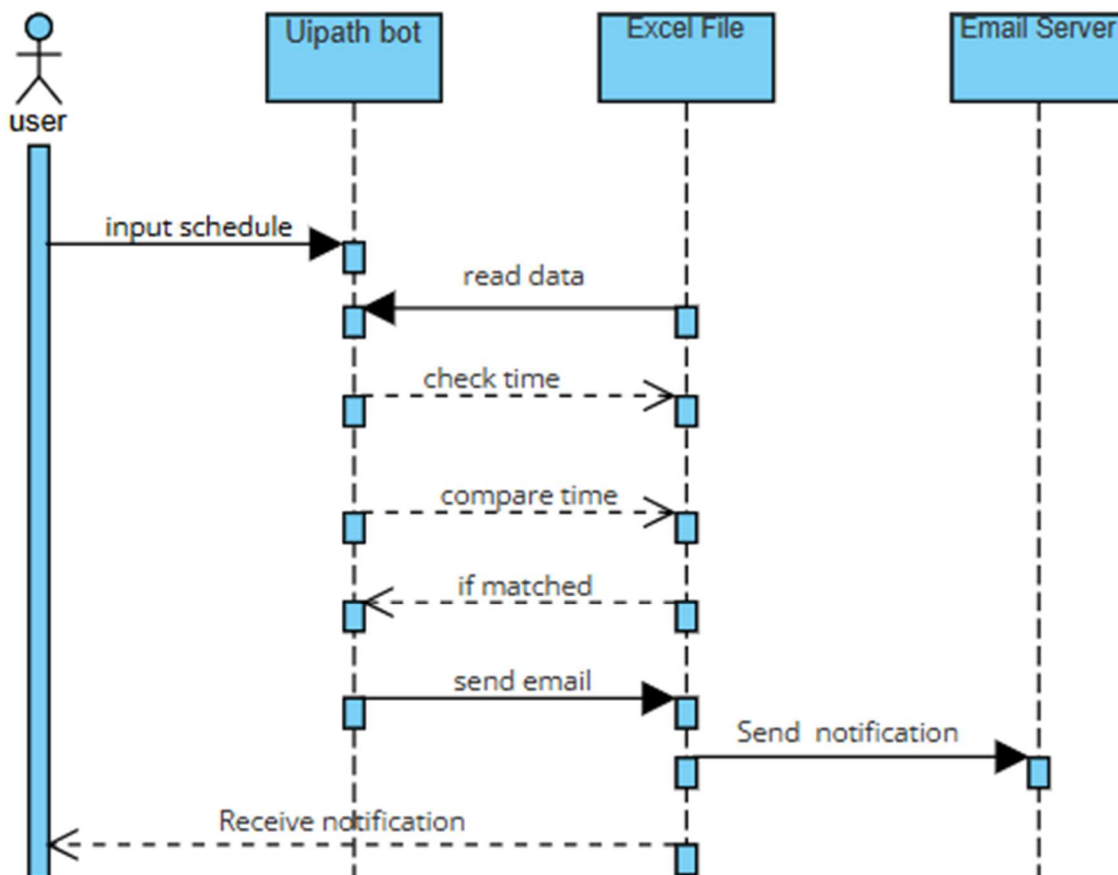 Uipath bot
Excel File
Email Server
user
input schedule
read data
check time
compare time
if matched
send email
Send notification
Receive notification